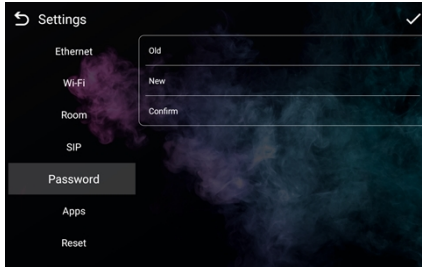 Settings
Ethernet
Wi-Fi
Room
SIP
Password
Apps
Reset
Old
New
Confirm